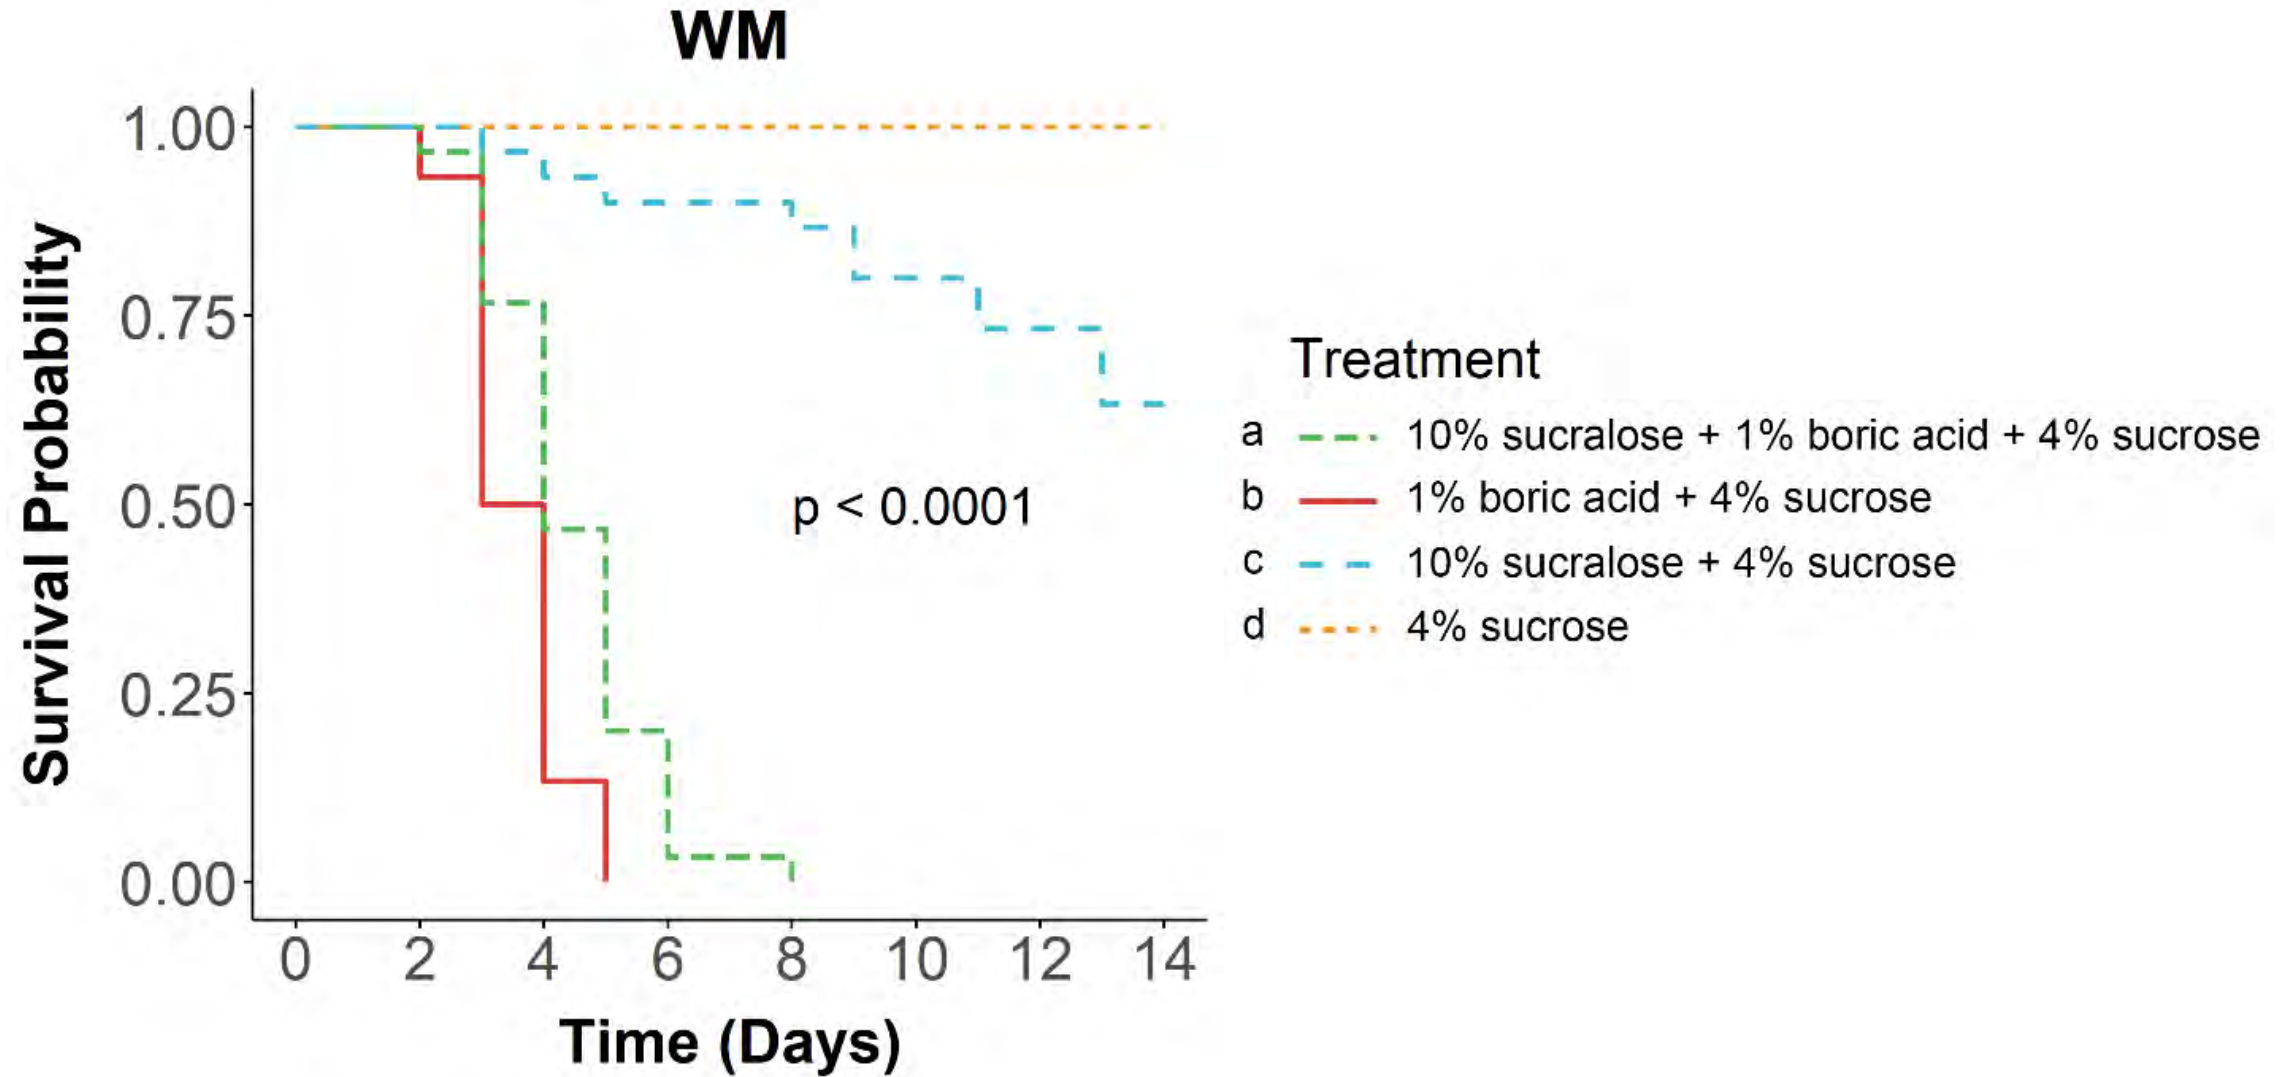 WM
Survival Probability
1.00
0.75
0.50
0.25
0.00
p < 0.0001
0 2 4 6 8 10 12 14
Time (Days)
Treatment
a 10% sucralose + 1% boric acid + 4% sucrose
b 1% boric acid + 4% sucrose
c 10% sucralose + 4% sucrose
d 4% sucrose